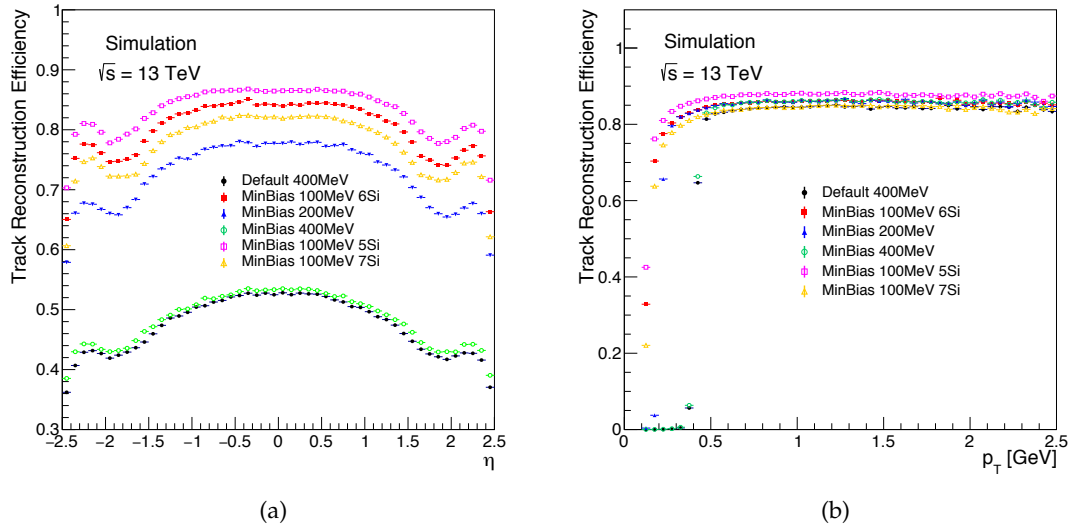 Track Reconstruction Efficiency
1
0.9
0.8
0.7
0.6
0.5
0.4
0.3
Simulation
√s = 13 TeV
Default 400MeV
MinBias 100MeV 6Si
MinBias 200MeV
MinBias 400MeV
MinBias 100MeV 5Si
MinBias 100MeV 7Si
−2.5 −2 −1.5 −1 −0.5 0 0.5 1 1.5 2 2.5
η
(a)
Track Reconstruction Efficiency
1
0.8
0.6
0.4
0.2
0
Simulation
√s = 13 TeV
Default 400MeV
MinBias 100MeV 6Si
MinBias 200MeV
MinBias 400MeV
MinBias 100MeV 5Si
MinBias 100MeV 7Si
0 0.5 1 1.5 2 2.5
p_T [GeV]
(b)